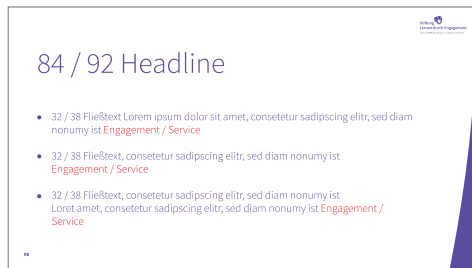 Stiftung
Lernen durch Engagement
84 / 92 Headline
32 / 38 Fließtext Lorem ipsum dolor sit amet, consetetur sadipscing elitr, sed diam
nonumy ist Engagement / Service
32 / 38 Fließtext, consetetur sadipscing elitr, sed diam nonumy ist
Engagement / Service
32 / 38 Fließtext, consetetur sadipscing elitr, sed diam nonumy ist
Loret amet, consetetur sadipscing elitr, sed diam nonumy ist Engagement /
Service